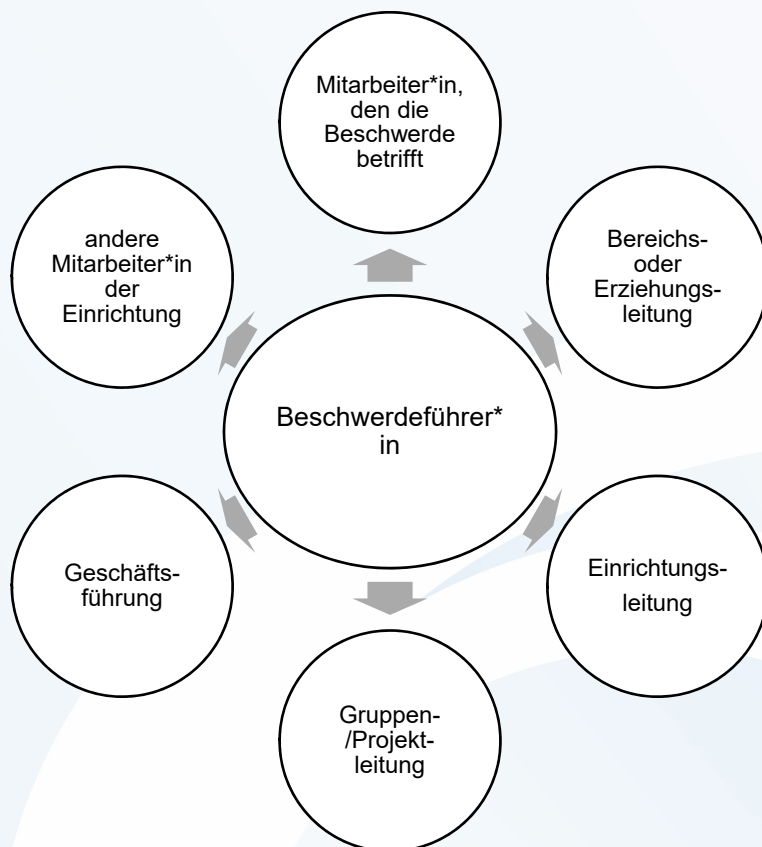 Mitarbeiter*in,
den die
Beschwerde
betrifft
andere
Mitarbeiter*in
der
Einrichtung
Bereichs-
oder
Erziehungs-
leitung
Beschwerdeführer*
in
Geschäfts-
führung
Einrichtungs-
leitung
Gruppen-
/Projekt-
leitung